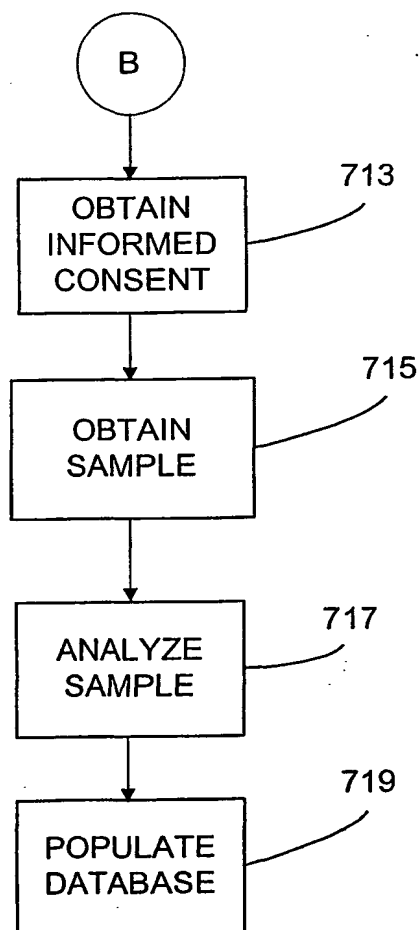 B
713
OBTAIN
INFORMED
CONSENT
715
OBTAIN
SAMPLE
717
ANALYZE
SAMPLE
719
POPULATE
DATABASE